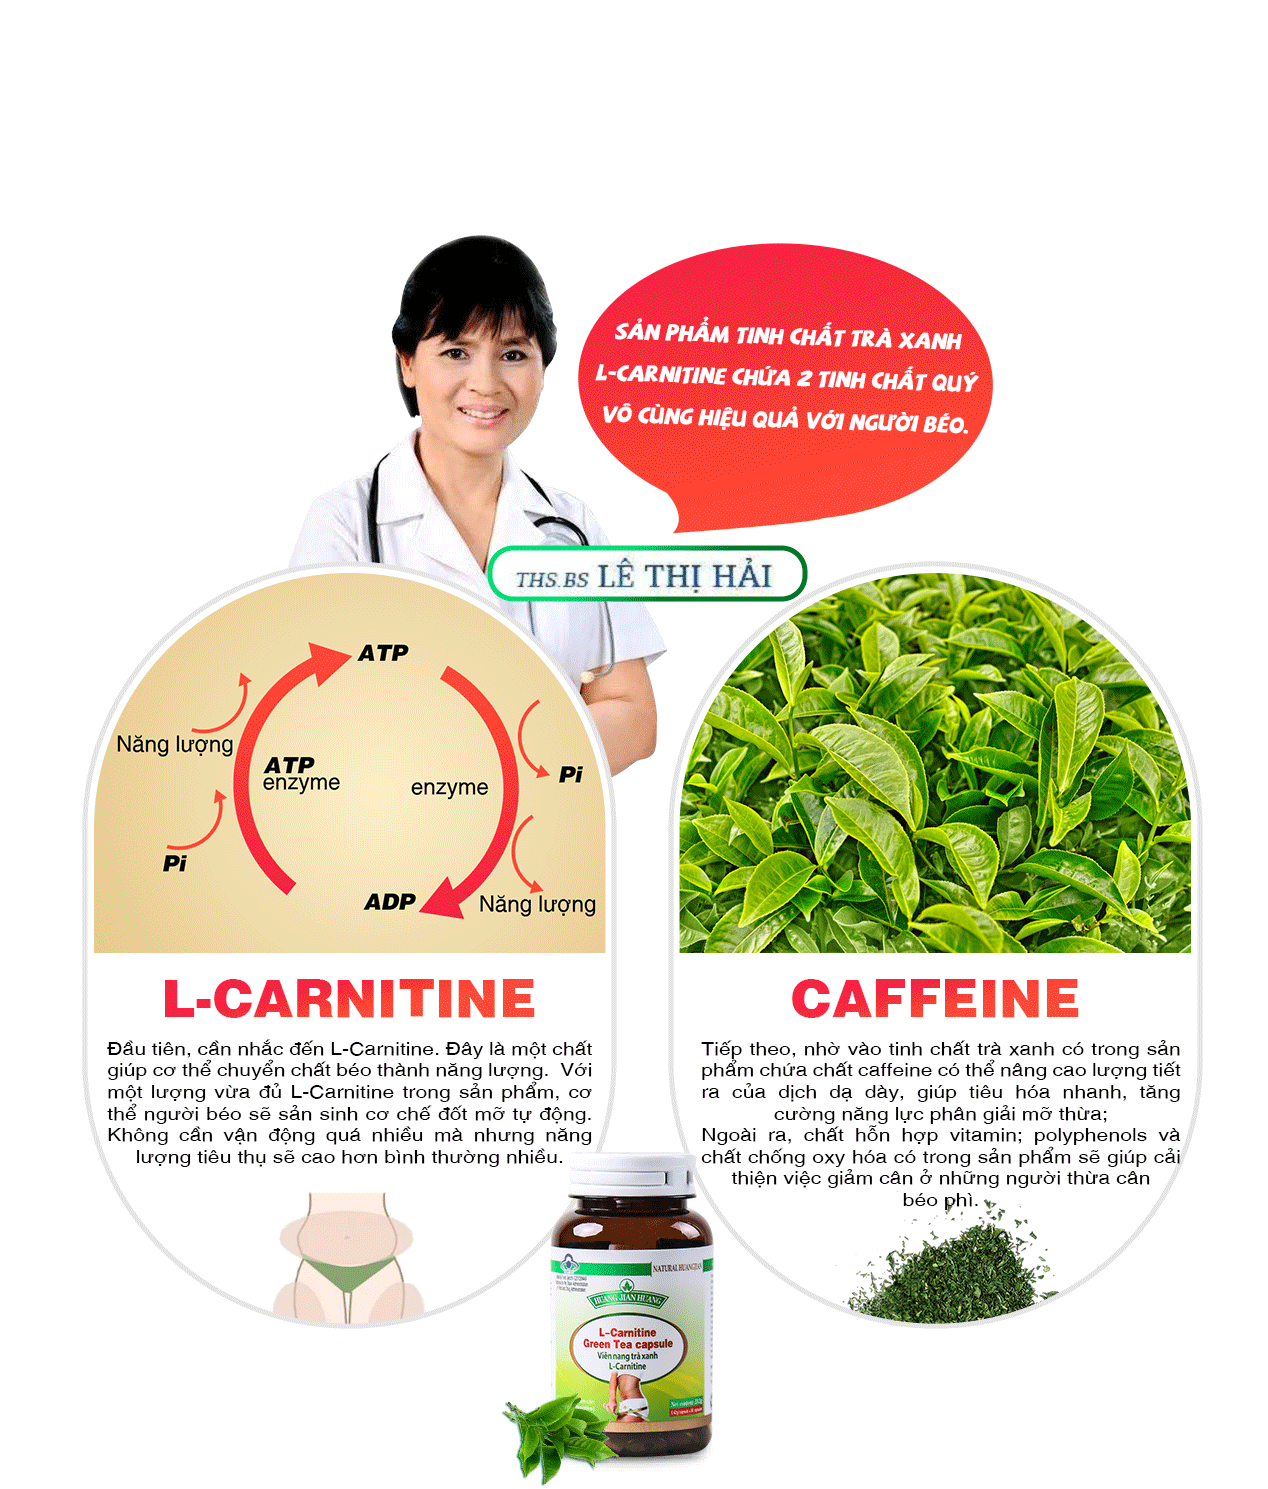 SẢN PHẨM TINH CHẤT TRÀ XANH
L-CARNITINE CHỨA 2 TINH CHẤT QUÝ
VÔ CÙNG HIỆU QUẢ VỚI NGƯỜI BÉO.
THS.BS LÊ THỊ HẢI
ATP
Năng lượng
ATP
enzyme
enzyme
Pi
Pi
ADP
Năng lượng
L-CARNITINE
Đầu tiên, cần nhắc đến L-Carnitine. Đây là một chất
giúp cơ thể chuyển chất béo thành năng lượng. Với
một lượng vừa đủ L-Carnitine trong sản phẩm, cơ
thể người béo sẽ sản sinh cơ chế đốt mỡ tự động.
Không cần vận động quá nhiều mà nhưng năng
lượng tiêu thụ sẽ cao hơn bình thường nhiều.
CAFFEINE
Tiếp theo, nhờ vào tinh chất trà xanh có trong sản
phẩm chứa chất caffeine có thể nâng cao lượng tiết
ra của dịch dạ dày, giúp tiêu hóa nhanh, tăng
cường năng lực phân giải mỡ thừa;
Ngoài ra, chất hỗn hợp vitamin; polyphenols và
chất chống oxy hóa có trong sản phẩm sẽ giúp cải
thiện việc giảm cân ở những người thừa cân
béo phì.
NATURAL HUANGJIAN
HUANG JIAN HUANG
L-Carnitine
Green Tea capsule
Viên nang trà xanh
L-Carnitine